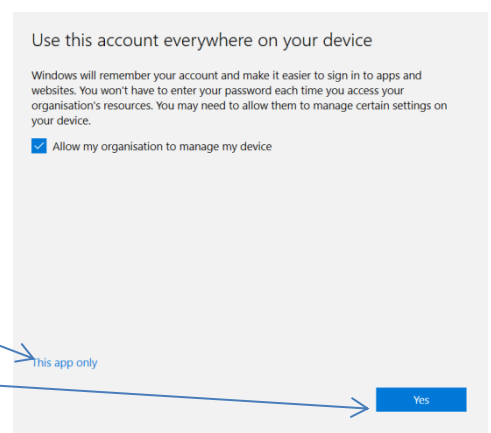 Use this account everywhere on your device
Windows will remember your account and make it easier to sign in to apps and
websites. You won't have to enter your password each time you access your
organisation's resources. You may need to allow them to manage certain settings on
your device.
Allow my organisation to manage my device
This app only
Yes